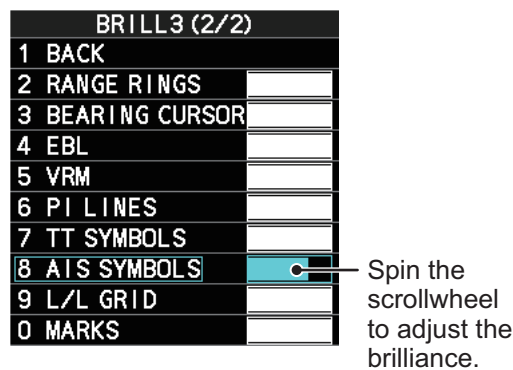 BRILL3 (2/2)
1 BACK
2 RANGE RINGS
3 BEARING CURSOR
4 EBL
5 VRM
6 PI LINES
7 TT SYMBOLS
8 AIS SYMBOLS
9 L/L GRID
0 MARKS
Spin the
scrollwheel
to adjust the
brilliance.